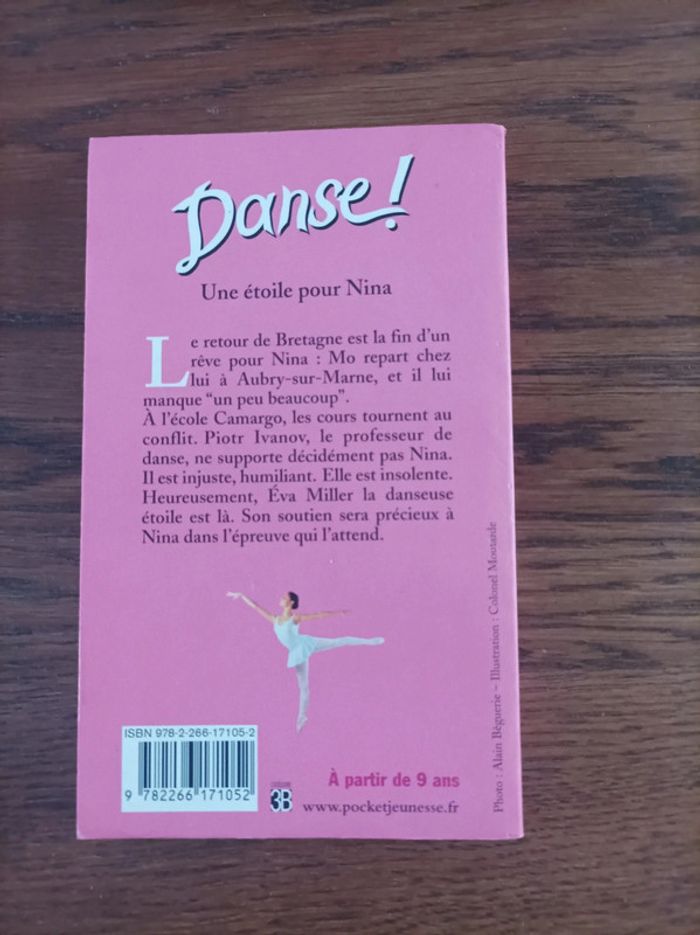 Danse!
Une étoile pour Nina
Le retour de Bretagne est la fin d'un
rêve pour Nina : Mo repart chez
lui à Aubry-sur-Marne, et il lui
manque "un peu beaucoup".
À l'école Camargo, les cours tournent au
conflit. Piotr Ivanov, le professeur de
danse, ne supporte décidément pas Nina.
Il est injuste, humiliant. Elle est insolente.
Heureusement, Éva Miller la danseuse
étoile est là. Son soutien sera précieux à
Nina dans l'épreuve qui l'attend.
Photo : Alain Béguerie – Illustration : Colonel Moutarde
ISBN 978-2-266-17105-2
9 782266 171052
3B
À partir de 9 ans
www.pocketjeunesse.fr